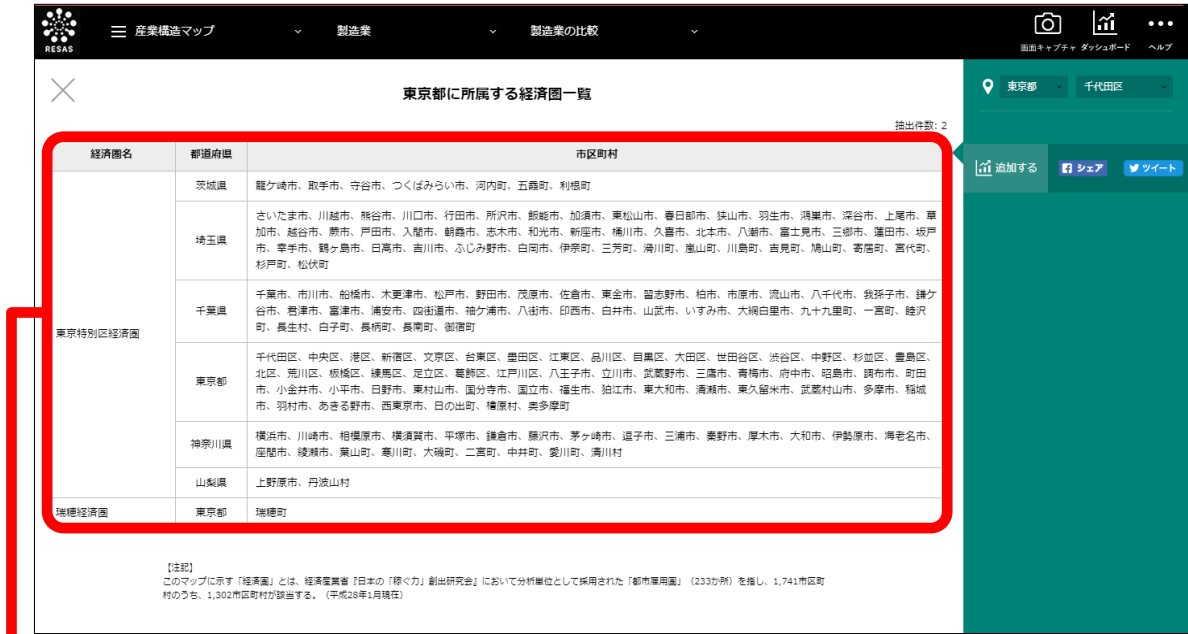 RESAS
産業構造マップ
製造業
製造業の比較
画面キャプチャ ダッシュボード ヘルプ
東京都に所属する経済圏一覧
東京都 千代田区
抽出件数: 2
追加する シェア ツイート
経済圏名 都道府県 市区町村
東京特別区経済圏
茨城県 龍ケ崎市、取手市、守谷市、つくばみらい市、河内町、五霞町、利根町
埼玉県
さいたま市、川越市、熊谷市、川口市、行田市、所沢市、飯能市、加須市、東松山市、春日部市、狭山市、羽生市、鴻巣市、深谷市、上尾市、草
加市、越谷市、蕨市、戸田市、入間市、朝霞市、志木市、和光市、新座市、桶川市、久喜市、北本市、八潮市、富士見市、三郷市、蓮田市、坂戸
市、幸手市、鶴ヶ島市、日高市、吉川市、ふじみ野市、白岡市、伊奈町、三芳町、滑川町、嵐山町、川島町、吉見町、鳩山町、寄居町、宮代町、
杉戸町、松伏町
千葉県
千葉市、市川市、船橋市、木更津市、松戸市、野田市、茂原市、佐倉市、東金市、習志野市、柏市、市原市、流山市、八千代市、我孫子市、鎌ケ
谷市、君津市、富津市、浦安市、四街道市、袖ケ浦市、八街市、印西市、白井市、山武市、いすみ市、大網白里市、九十九里町、一宮町、睦沢
町、長生村、白子町、長柄町、長南町、御宿町
東京都
千代田区、中央区、港区、新宿区、文京区、台東区、墨田区、江東区、品川区、目黒区、大田区、世田谷区、渋谷区、中野区、杉並区、豊島区、
北区、荒川区、板橋区、練馬区、足立区、葛飾区、江戸川区、八王子市、立川市、武蔵野市、三鷹市、青梅市、府中市、昭島市、調布市、町田
市、小金井市、小平市、日野市、東村山市、国分寺市、国立市、福生市、狛江市、東大和市、清瀬市、東久留米市、武蔵村山市、多摩市、稲城
市、羽村市、あきる野市、西東京市、日の出町、檜原村、奥多摩町
神奈川県
横浜市、川崎市、相模原市、横須賀市、平塚市、鎌倉市、藤沢市、茅ヶ崎市、逗子市、三浦市、秦野市、厚木市、大和市、伊勢原市、海老名市、
座間市、綾瀬市、葉山町、寒川町、大磯町、二宮町、中井町、愛川町、清川村
山梨県 上野原市、丹波山村
瑞穂経済圏 東京都 瑞穂町
【注記】
このマップに示す「経済圏」とは、経済産業省『日本の「稼ぐ力」創出研究会』において分析単位として採用された「都市雇用圏」（233か所）を指し、1,741市区町
村のうち、1,302市区町村が該当する。（平成28年1月現在）